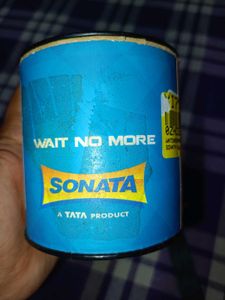 WAIT NO MORE
SONATA
A TATA PRODUCT